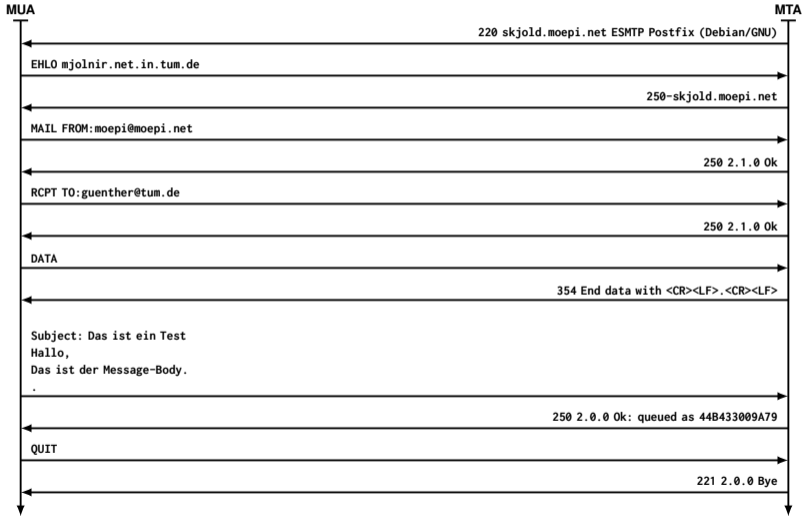 MUA
MTA
220 skjold.moepi.net ESMTP Postfix (Debian/GNU)
EHLO mjolnir.net.in.tum.de
250-skjold.moepi.net
MAIL FROM:moepi@moepi.net
250 2.1.0 Ok
RCPT TO:guenther@tum.de
250 2.1.0 Ok
DATA
354 End data with <CR><LF>.<CR><LF>
Subject: Das ist ein Test
Hallo,
Das ist der Message-Body.
.
250 2.0.0 Ok: queued as 44B433009A79
QUIT
221 2.0.0 Bye